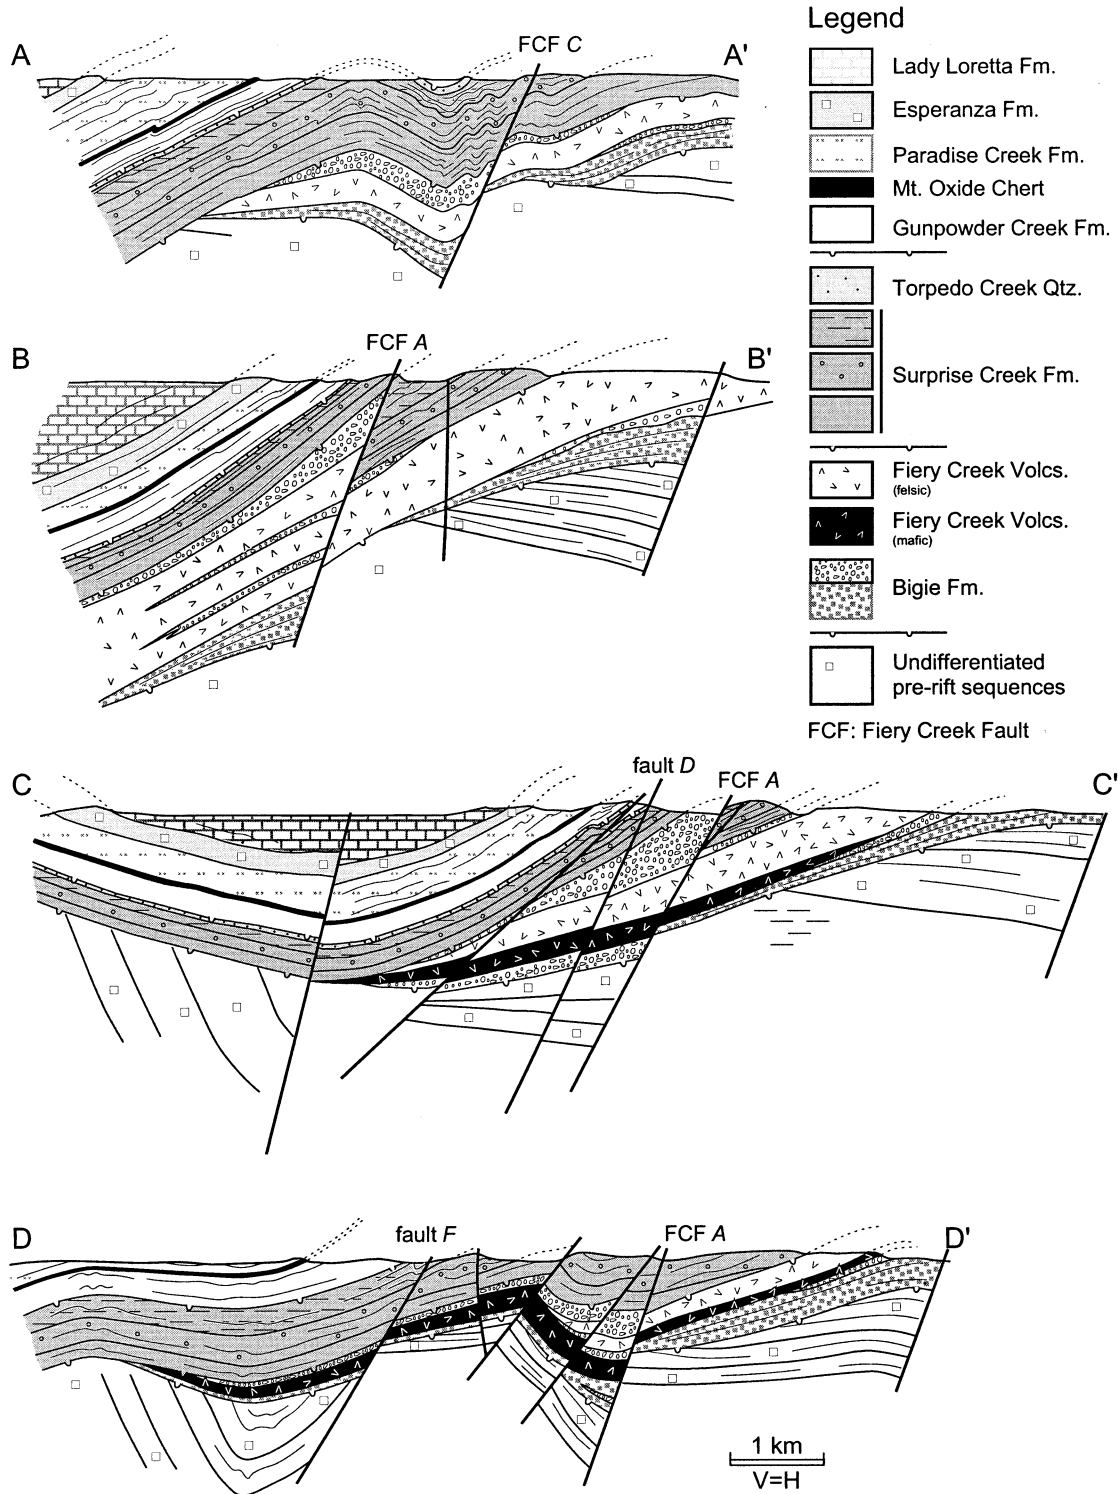 A
FCF C
A'
B
FCF A
B'
C
fault D
FCF A
C'
D
fault F
FCF A
D'
1 km
V=H
Legend
Lady Loretta Fm.
Esperanza Fm.
Paradise Creek Fm.
Mt. Oxide Chert
Gunpowder Creek Fm.
Torpedo Creek Qtz.
Surprise Creek Fm.
Fiery Creek Volcs.
(felsic)
Fiery Creek Volcs.
(mafic)
Bigie Fm.
Undifferentiated
pre-rift sequences
FCF: Fiery Creek Fault